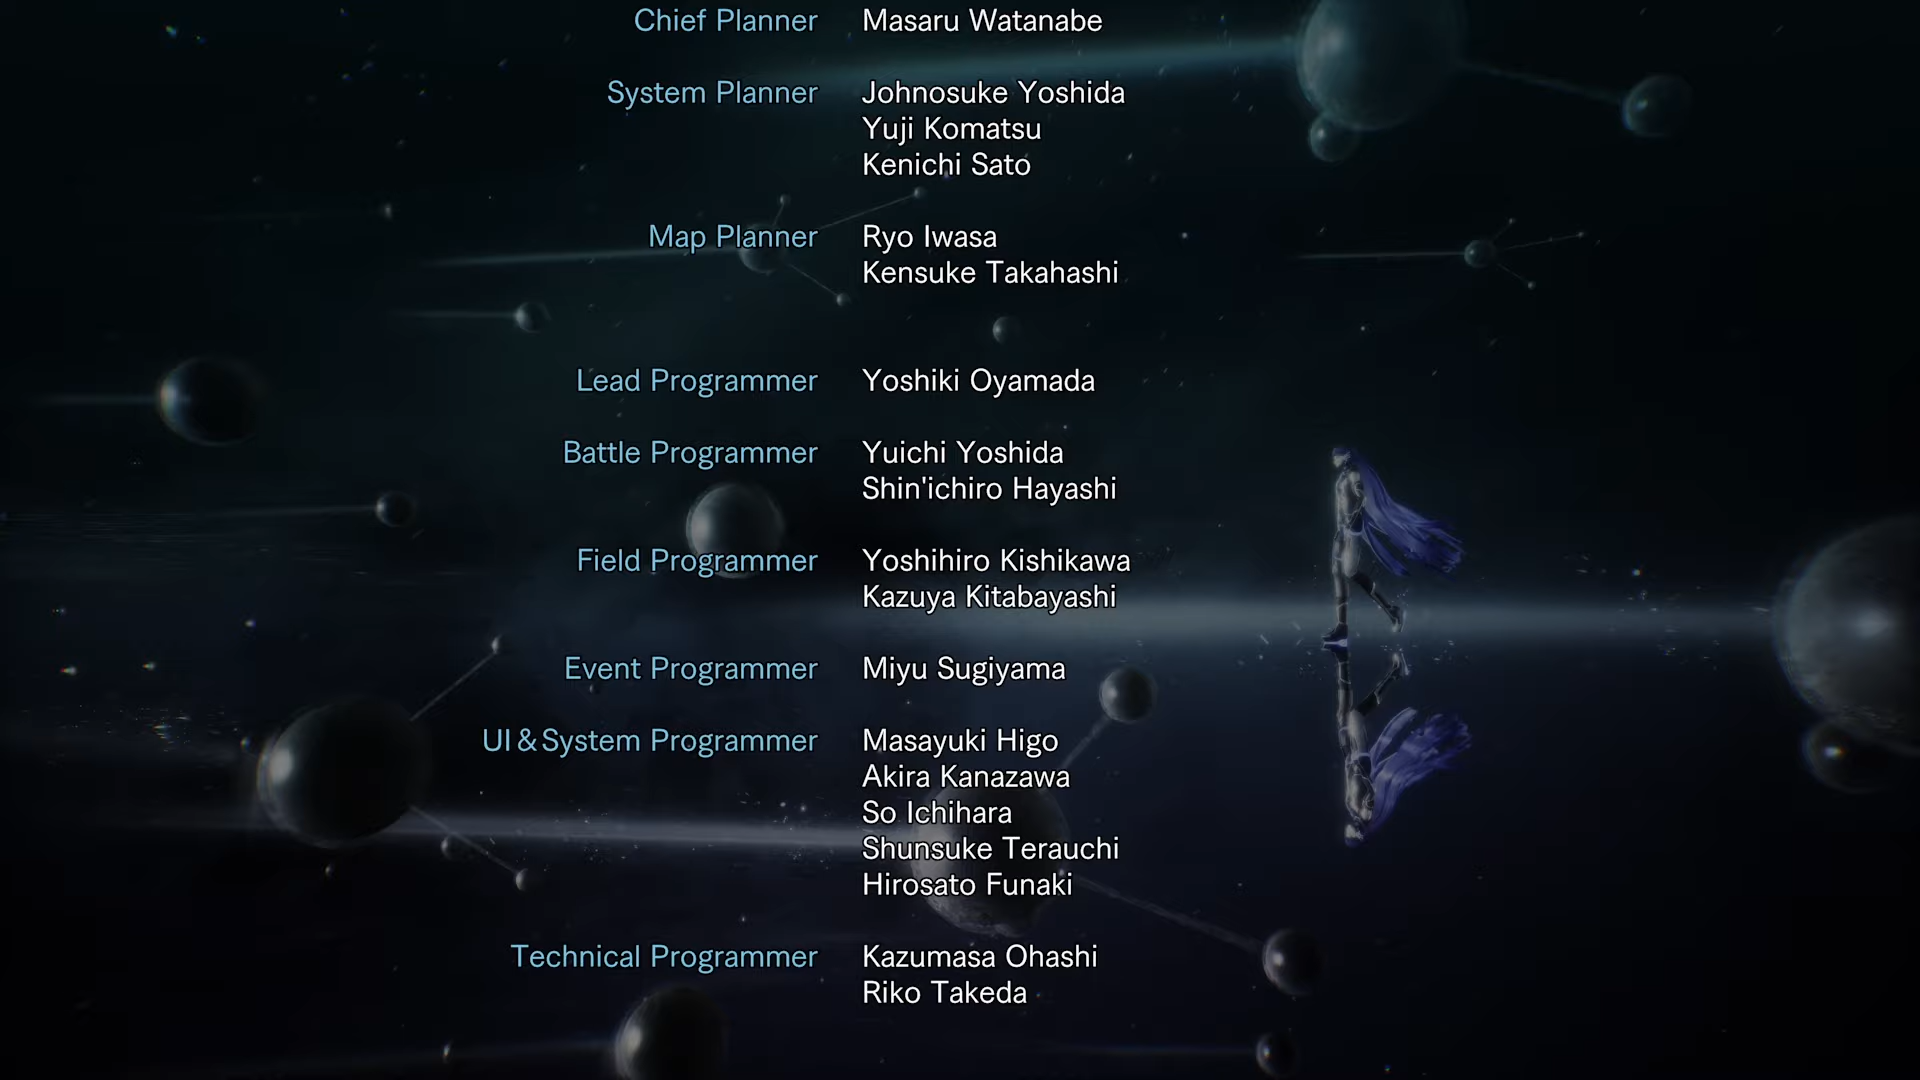 Chief Planner Masaru Watanabe
System Planner Johnosuke Yoshida
Yuji Komatsu
Kenichi Sato
Map Planner Ryo Iwasa
Kensuke Takahashi
Lead Programmer Yoshiki Oyamada
Battle Programmer Yuichi Yoshida
Shin'ichiro Hayashi
Field Programmer Yoshihiro Kishikawa
Kazuya Kitabayashi
Event Programmer Miyu Sugiyama
UI & System Programmer Masayuki Higo
Akira Kanazawa
So Ichihara
Shunsuke Terauchi
Hirosato Funaki
Technical Programmer Kazumasa Ohashi
Riko Takeda